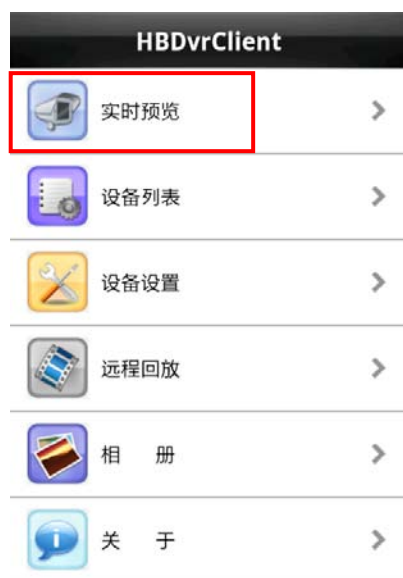 HBDvrClient
实时预览
设备列表
设备设置
远程回放
相 册
关 于